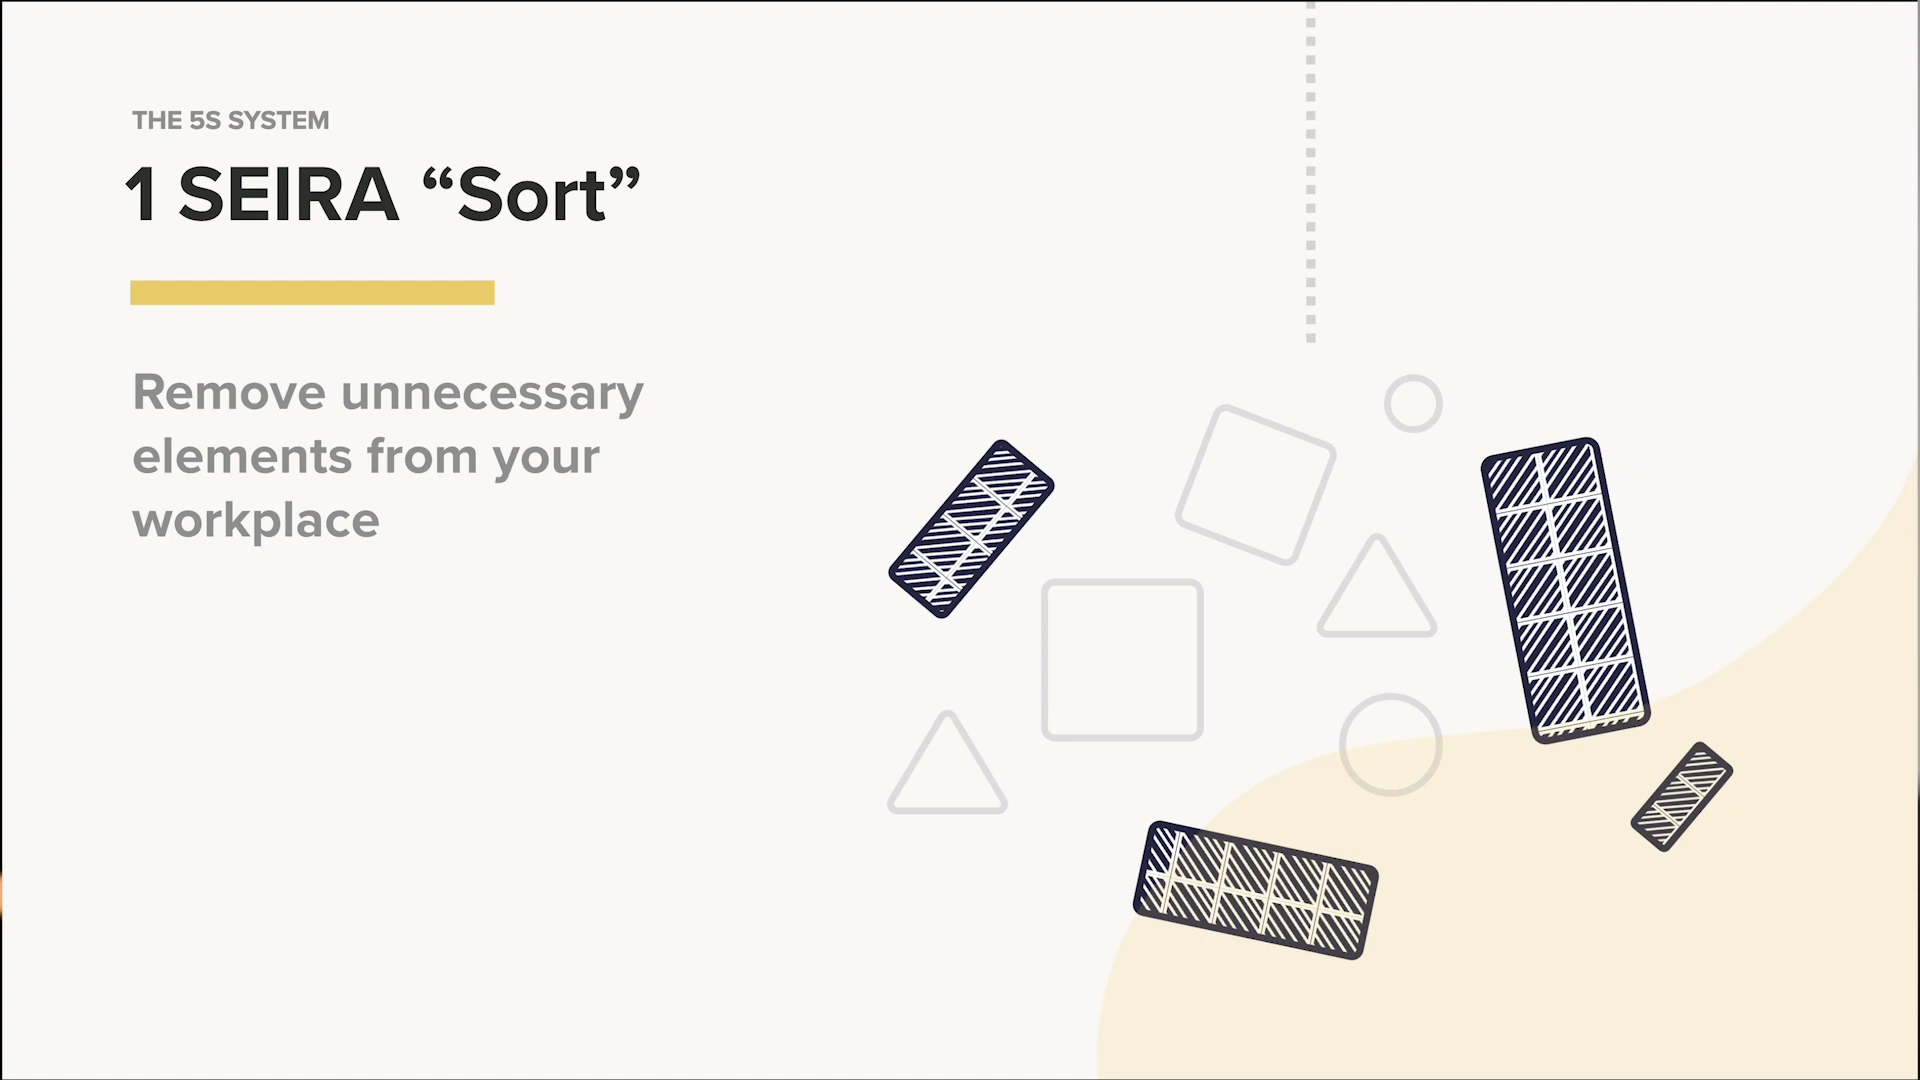 THE 5S SYSTEM
1 SEIRA “Sort”
Remove unnecessary
elements from your
workplace